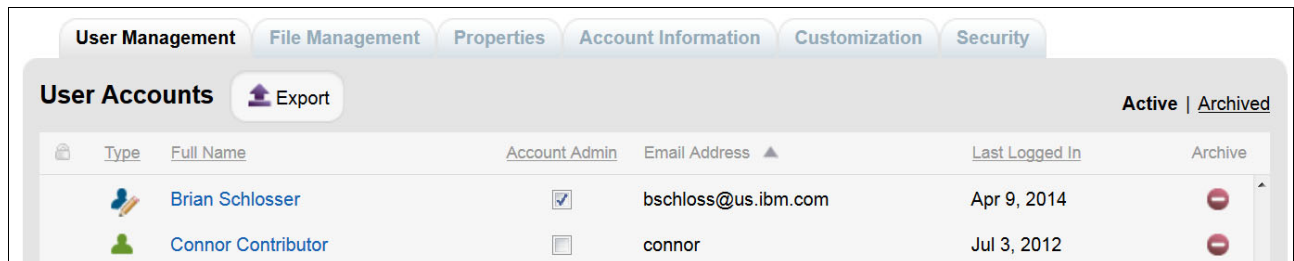 User Management File Management Properties Account Information Customization Security
User Accounts Export Active | Archived
Type Full Name Account Admin Email Address Last Logged In Archive
Brian Schlosser bschloss@us.ibm.com Apr 9, 2014
Connor Contributor connor Jul 3, 2012